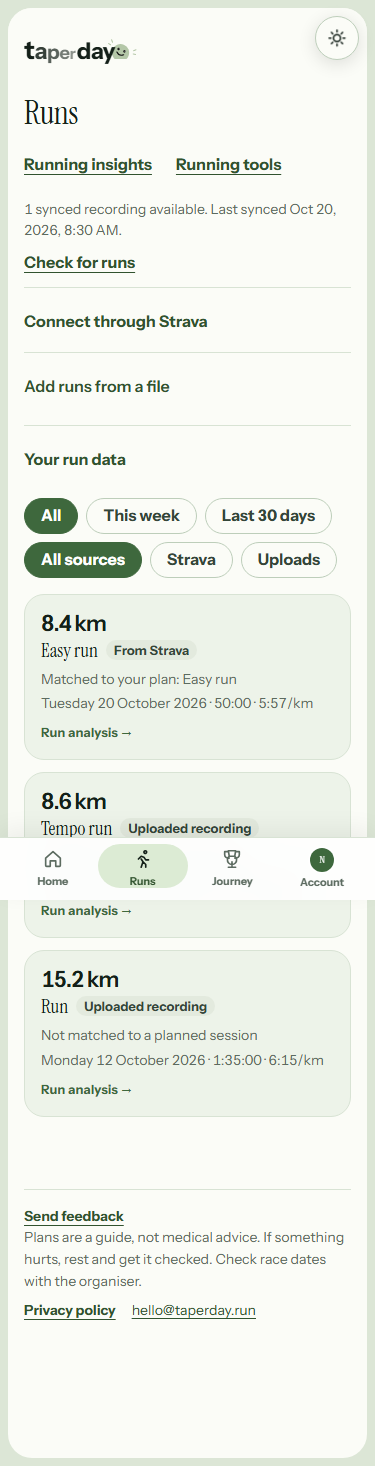 taperday
Runs
Running insights Running tools
1 synced recording available. Last synced Oct 20,
2026, 8:30 AM.
Check for runs
Connect through Strava
Add runs from a file
Your run data
All This week Last 30 days
All sources Strava Uploads
8.4 km
Easy run From Strava
Matched to your plan: Easy run
Tuesday 20 October 2026 · 50:00 · 5:57/km
Run analysis →
8.6 km
Tempo run Uploaded recording
Home Runs Journey N Account
Run analysis →
15.2 km
Run Uploaded recording
Not matched to a planned session
Monday 12 October 2026 · 1:35:00 · 6:15/km
Run analysis →
Send feedback
Plans are a guide, not medical advice. If something
hurts, rest and get it checked. Check race dates
with the organiser.
Privacy policy hello@taperday.run